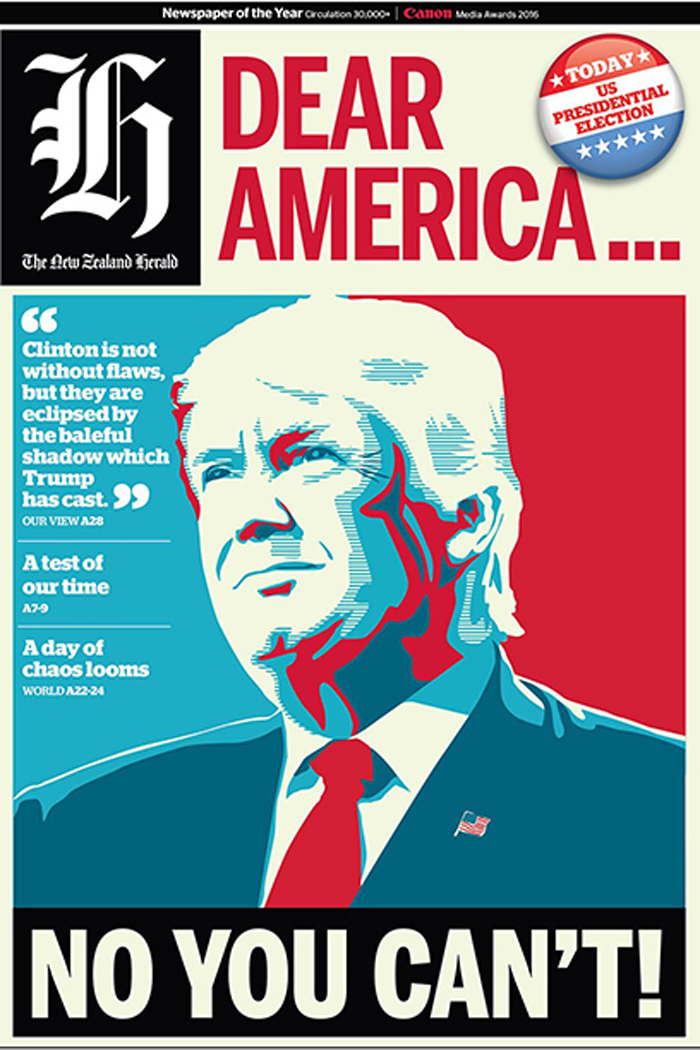 Newspaper of the Year Circulation 30,000+ | Canon Media Awards 2016
H
The New Zealand Herald
DEAR
AMERICA...
★TODAY★
US
PRESIDENTIAL
ELECTION
★★★★★
“
Clinton is not
without flaws,
but they are
eclipsed by
the baleful
shadow which
Trump
has cast. ”
OUR VIEW A28
A test of
our time
A7-9
A day of
chaos looms
WORLD A22-24
NO YOU CAN'T!